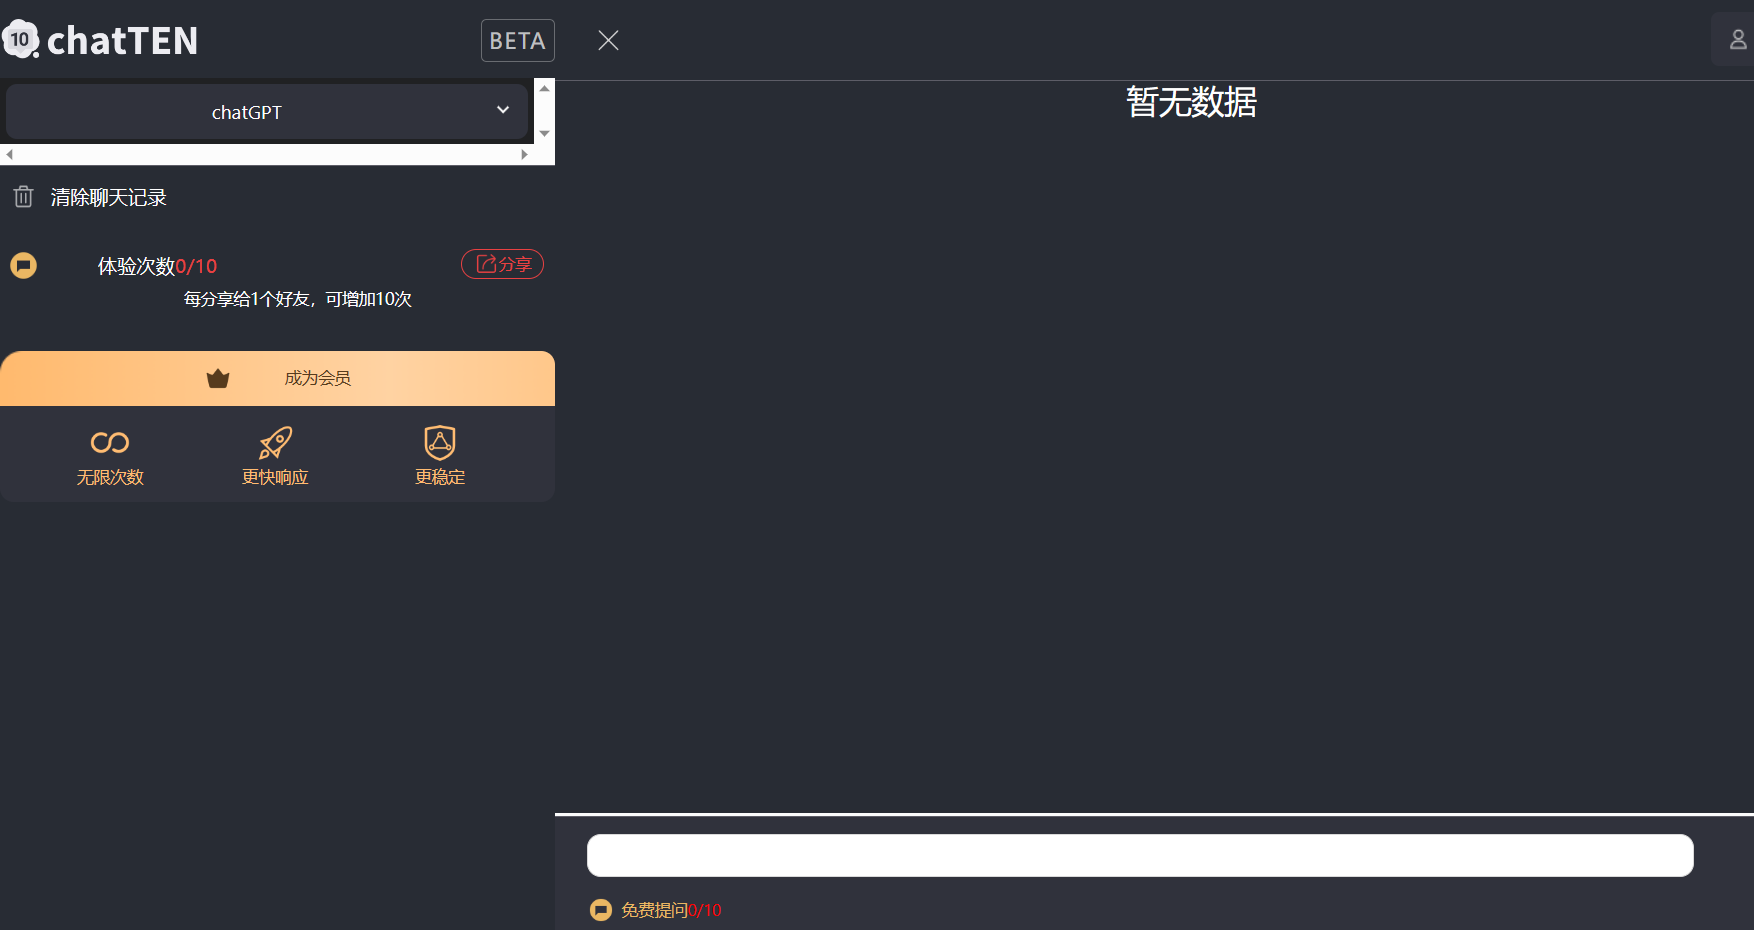 10 chatTEN
BETA
chatGPT
清除聊天记录
体验次数0/10
分享
每分享给1个好友，可增加10次
成为会员
无限次数
更快响应
更稳定
暂无数据
免费提问0/10